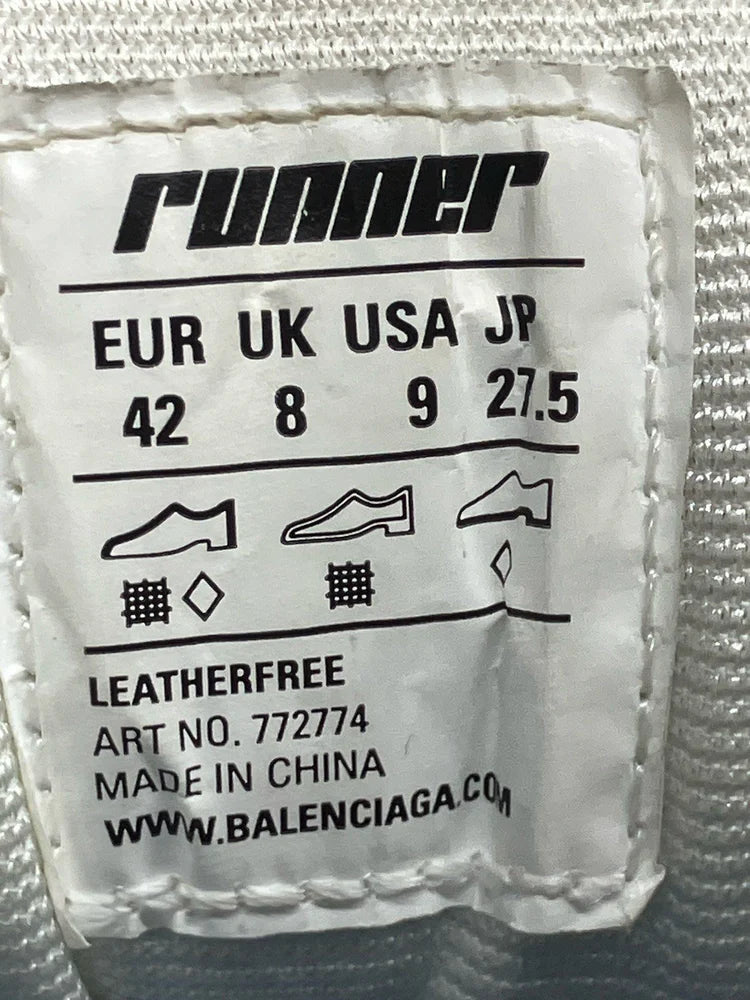 runner
EUR UK USA JP
42 8 9 27.5
LEATHERFREE
ART NO. 772774
MADE IN CHINA
WWW.BALENCIAGA.COM